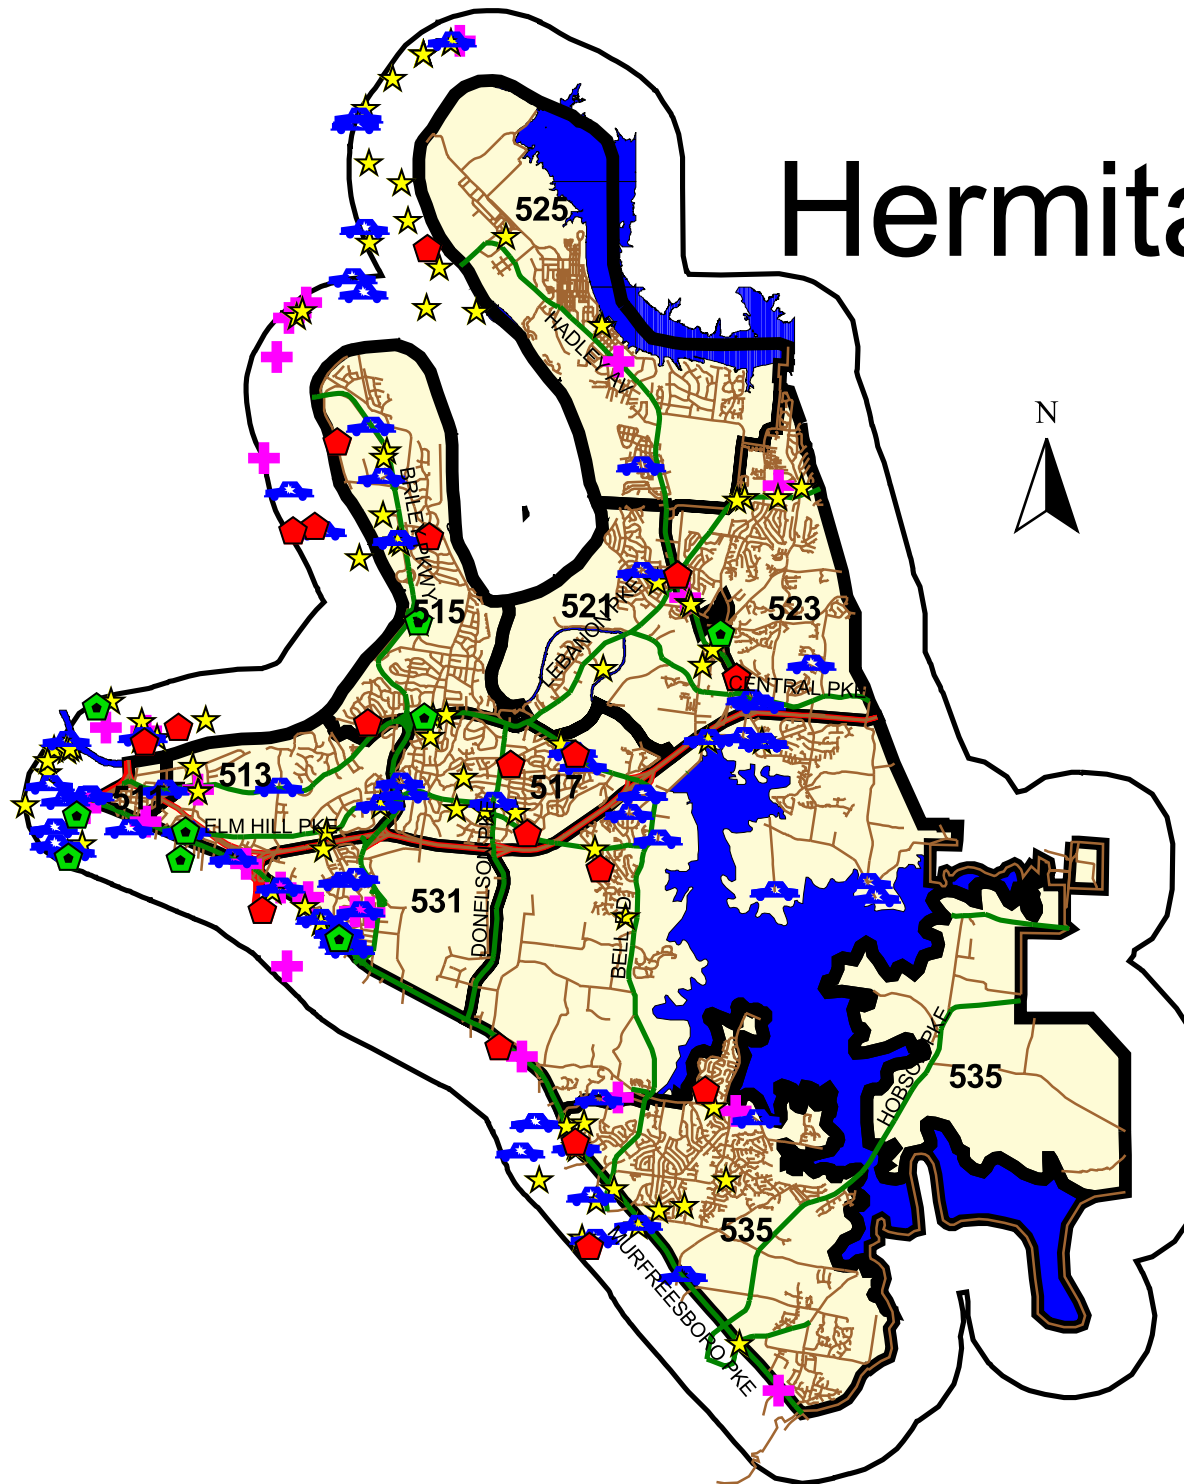 Hermita
525
HADLEY AV
N
BRILEY PKWY
515
521
523
LEBANON PKE
CENTRAL PKE
513
511
517
ELM HILL PKE
531
DONELSON PKE
BELL RD
HOBSON PKE
535
535
MURFREESBORO PKE